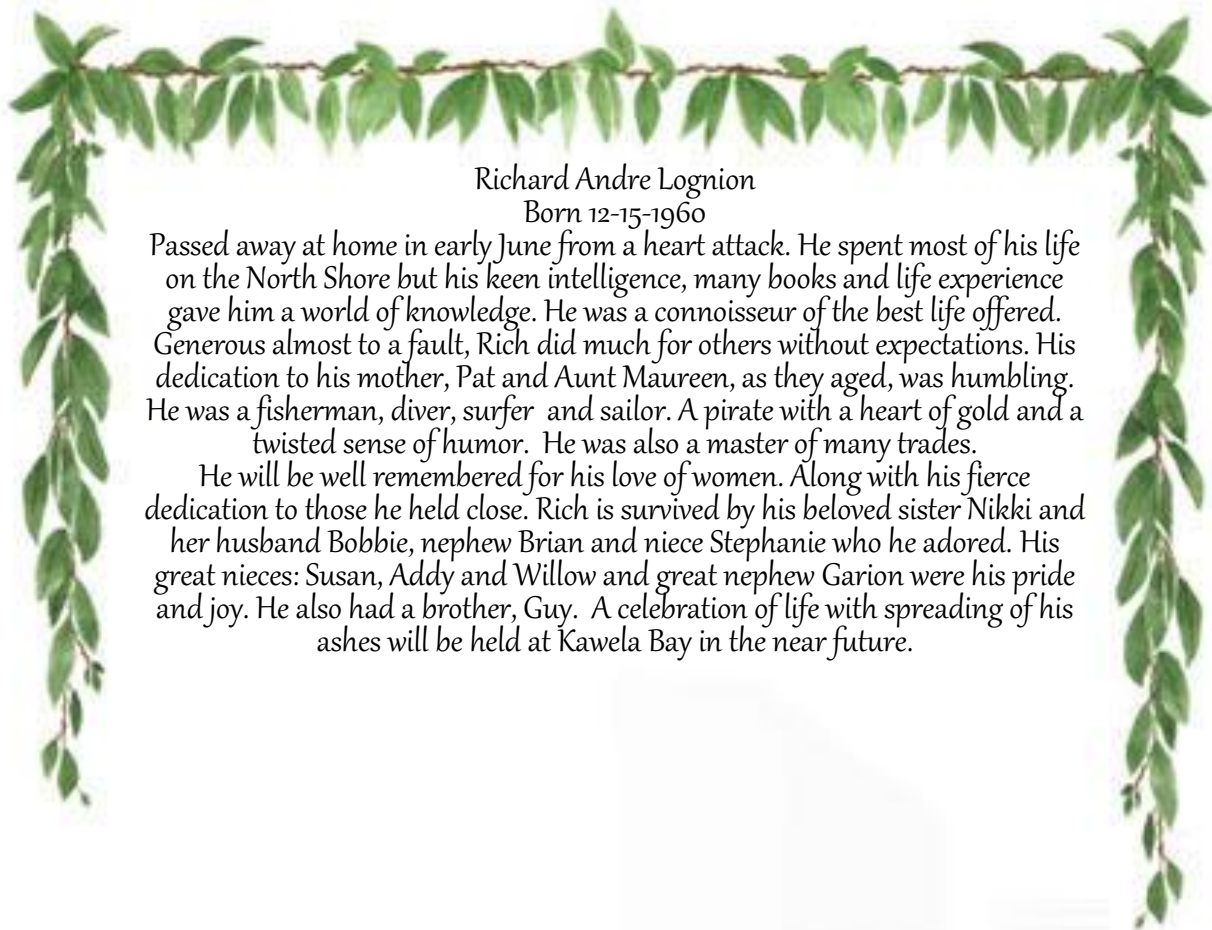 Richard Andre Lognion
Born 12-15-1960
Passed away at home in early June from a heart attack. He spent most of his life
on the North Shore but his keen intelligence, many books and life experience
gave him a world of knowledge. He was a connoisseur of the best life offered.
Generous almost to a fault, Rich did much for others without expectations. His
dedication to his mother, Pat and Aunt Maureen, as they aged, was humbling.
He was a fisherman, diver, surfer  and sailor. A pirate with a heart of gold and a
twisted sense of humor.  He was also a master of many trades.
He will be well remembered for his love of women. Along with his fierce
dedication to those he held close. Rich is survived by his beloved sister Nikki and
her husband Bobbie, nephew Brian and niece Stephanie who he adored. His
great nieces: Susan, Addy and Willow and great nephew Garion were his pride
and joy. He also had a brother, Guy.  A celebration of life with spreading of his
ashes will be held at Kawela Bay in the near future.